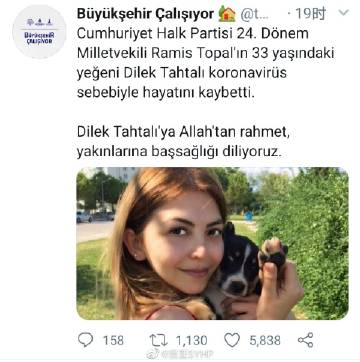 Büyükşehir Çalışıyor 🏡 @t... · 19时
Cumhuriyet Halk Partisi 24. Dönem
Milletvekili Ramis Topal'ın 33 yaşındaki
yeğeni Dilek Tahtalı koronavirüs
sebebiyle hayatını kaybetti.
Dilek Tahtalı'ya Allah'tan rahmet,
yakınlarına başsağlığı diliyoruz.
158 1,130 5,838